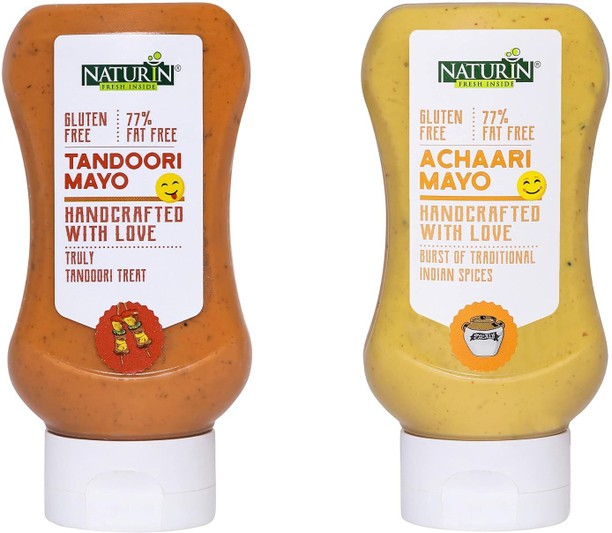 NATURIN®
FRESH INSIDE
GLUTEN FREE
77% FAT FREE
TANDOORI
MAYO
HANDCRAFTED
WITH LOVE
TRULY
TANDOORI TREAT
NATURIN®
FRESH INSIDE
GLUTEN FREE
77% FAT FREE
ACHAARI
MAYO
HANDCRAFTED
WITH LOVE
BURST OF TRADITIONAL
INDIAN SPICES